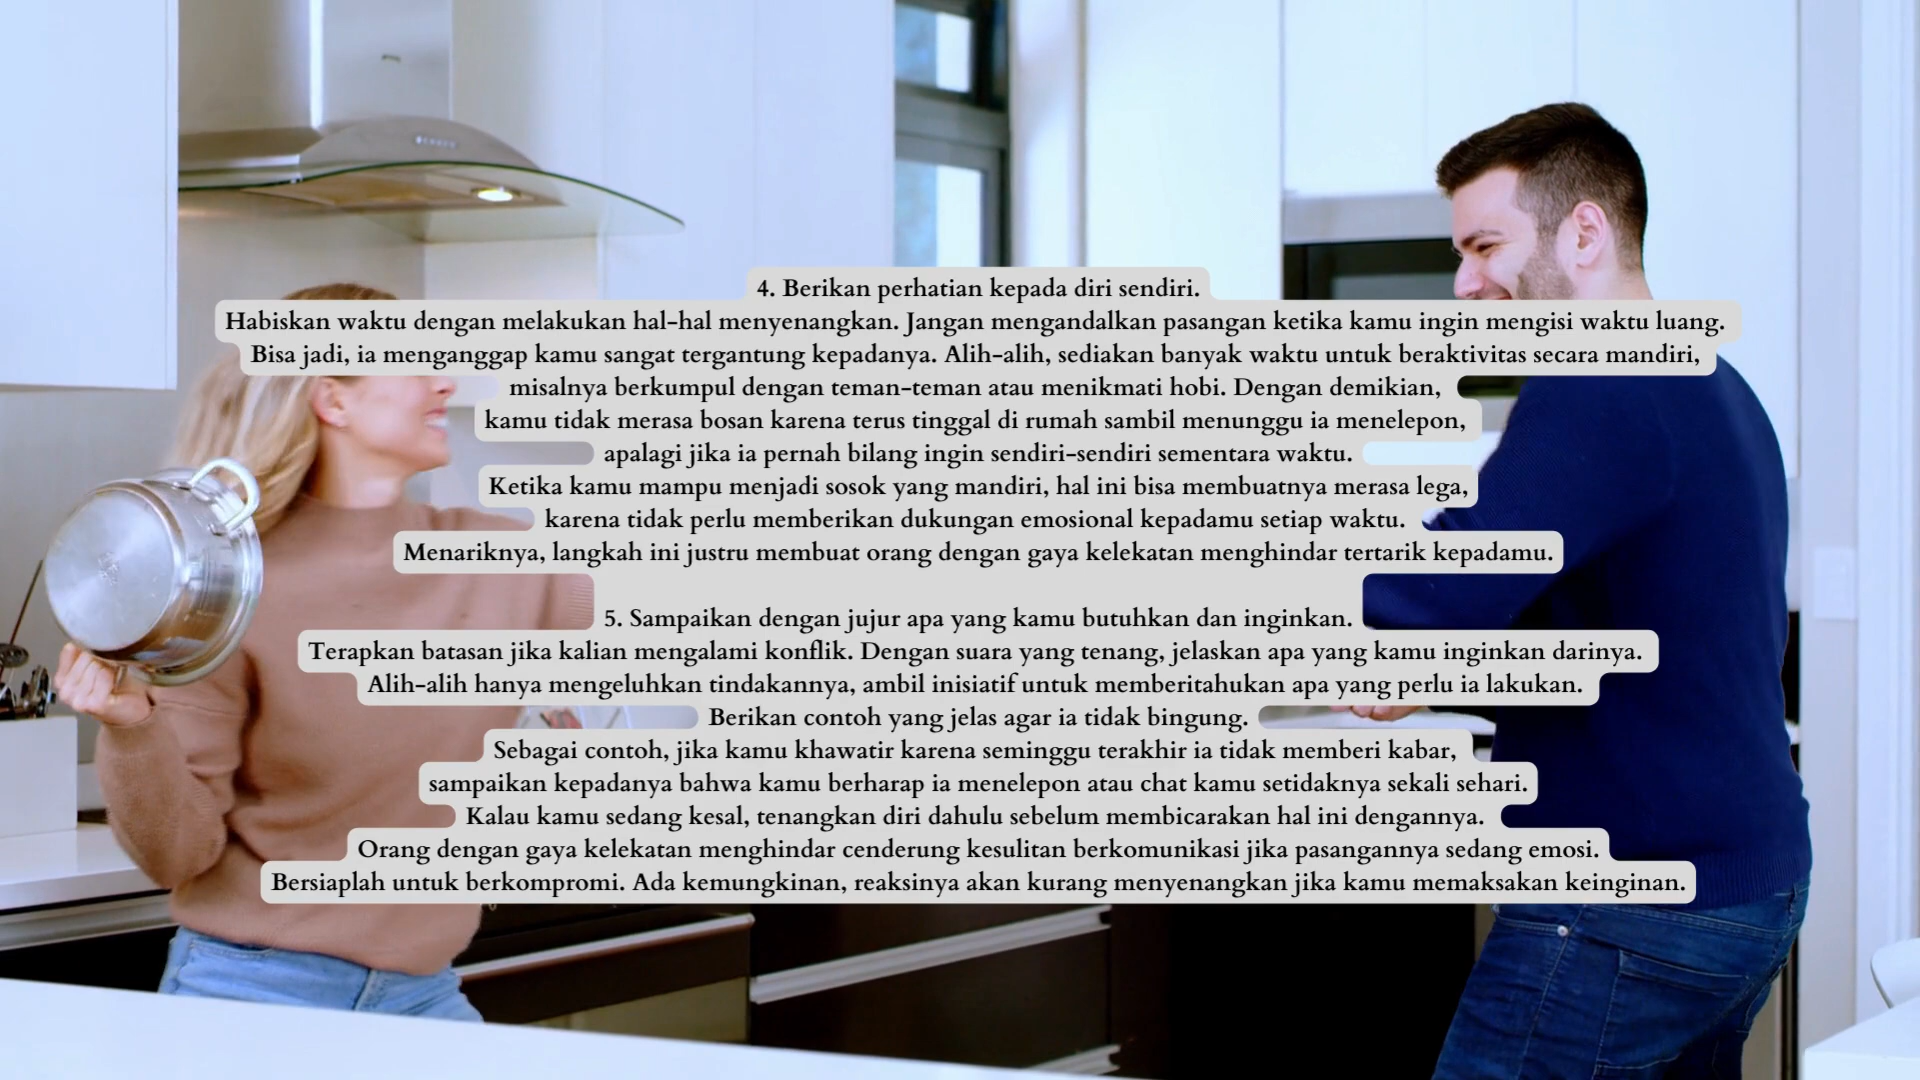 4. Berikan perhatian kepada diri sendiri.
Habiskan waktu dengan melakukan hal-hal menyenangkan. Jangan mengandalkan pasangan ketika kamu ingin mengisi waktu luang.
Bisa jadi, ia menganggap kamu sangat tergantung kepadanya. Alih-alih, sediakan banyak waktu untuk beraktivitas secara mandiri,
misalnya berkumpul dengan teman-teman atau menikmati hobi. Dengan demikian,
kamu tidak merasa bosan karena terus tinggal di rumah sambil menunggu ia menelepon,
apalagi jika ia pernah bilang ingin sendiri-sendiri sementara waktu.
Ketika kamu mampu menjadi sosok yang mandiri, hal ini bisa membuatnya merasa lega,
karena tidak perlu memberikan dukungan emosional kepadamu setiap waktu.
Menariknya, langkah ini justru membuat orang dengan gaya kelekatan menghindar tertarik kepadamu.
5. Sampaikan dengan jujur apa yang kamu butuhkan dan inginkan.
Terapkan batasan jika kalian mengalami konflik. Dengan suara yang tenang, jelaskan apa yang kamu inginkan darinya.
Alih-alih hanya mengeluhkan tindakannya, ambil inisiatif untuk memberitahukan apa yang perlu ia lakukan.
Berikan contoh yang jelas agar ia tidak bingung.
Sebagai contoh, jika kamu khawatir karena seminggu terakhir ia tidak memberi kabar,
sampaikan kepadanya bahwa kamu berharap ia menelepon atau chat kamu setidaknya sekali sehari.
Kalau kamu sedang kesal, tenangkan diri dahulu sebelum membicarakan hal ini dengannya.
Orang dengan gaya kelekatan menghindar cenderung kesulitan berkomunikasi jika pasangannya sedang emosi.
Bersiaplah untuk berkompromi. Ada kemungkinan, reaksinya akan kurang menyenangkan jika kamu memaksakan keinginan.